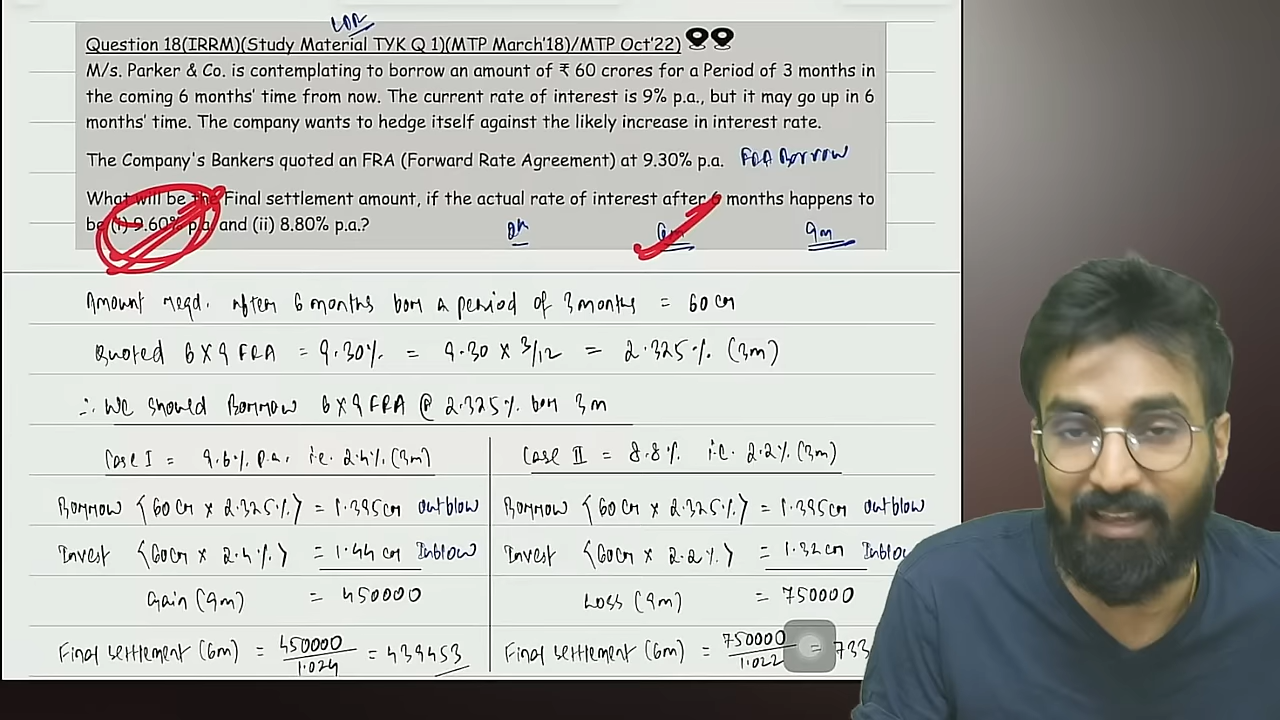 LDR
Question 18(IRRM)(Study Material TYK Q 1)(MTP March'18)/MTP Oct'22)
M/s. Parker & Co. is contemplating to borrow an amount of ₹ 60 crores for a Period of 3 months in
the coming 6 months' time from now. The current rate of interest is 9% p.a., but it may go up in 6
months' time. The company wants to hedge itself against the likely increase in interest rate.
The Company's Bankers quoted an FRA (Forward Rate Agreement) at 9.30% p.a. FRA Borrow
What will be the Final settlement amount, if the actual rate of interest after 6 months happens to
be (i) 9.60% p.a. and (ii) 8.80% p.a.?
6m 9m
Amount reqd. after 6 months for a period of 3 months = 60 cr
Quoted 6×9 FRA = 9.30% = 9.30 × 3/12 = 2.325% (3m)
∴ We should Borrow 6×9 FRA @ 2.325% for 3m
Case I = 9.6% p.a. i.e. 2.4% (3m)
Borrow {60 cr × 2.325%} = 1.395 cr outflow
Invest {60 cr × 2.4%} = 1.44 cr Inflow
Gain (9m) = 450000
Final settlement (6m) = 450000/1.024 = 439453
Case II = 8.8% i.e. 2.2% (3m)
Borrow {60 cr × 2.325%} = 1.395 cr outflow
Invest {60 cr × 2.2%} = 1.32 cr
Loss (9m) = 750000
Final settlement (6m) = 750000/1.022 = 733